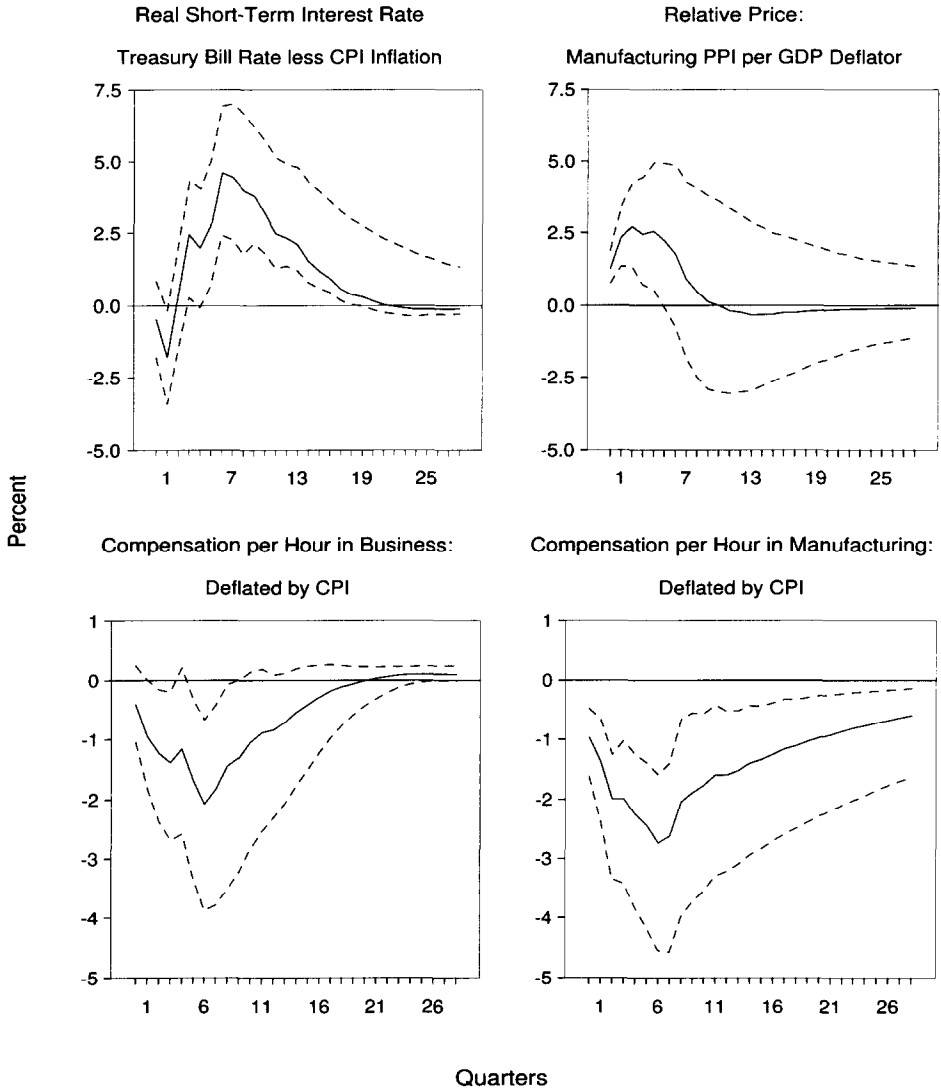 Real Short-Term Interest Rate
Treasury Bill Rate less CPI Inflation
7.5
5.0
2.5
0.0
-2.5
-5.0
1 7 13 19 25
Relative Price:
Manufacturing PPI per GDP Deflator
7.5
5.0
2.5
0.0
-2.5
-5.0
1 7 13 19 25
Percent
Compensation per Hour in Business:
Deflated by CPI
1
0
-1
-2
-3
-4
-5
1 6 11 16 21 26
Compensation per Hour in Manufacturing:
Deflated by CPI
1
0
-1
-2
-3
-4
-5
1 6 11 16 21 26
Quarters